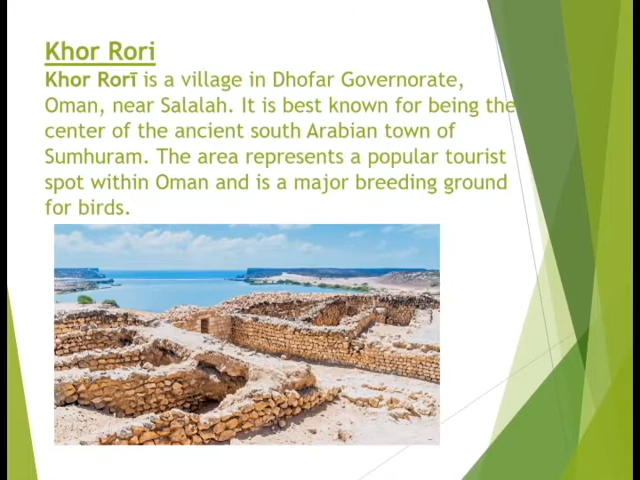 Khor Rori
Khor Rorī is a village in Dhofar Governorate,
Oman, near Salalah. It is best known for being the
center of the ancient south Arabian town of
Sumhuram. The area represents a popular tourist
spot within Oman and is a major breeding ground
for birds.